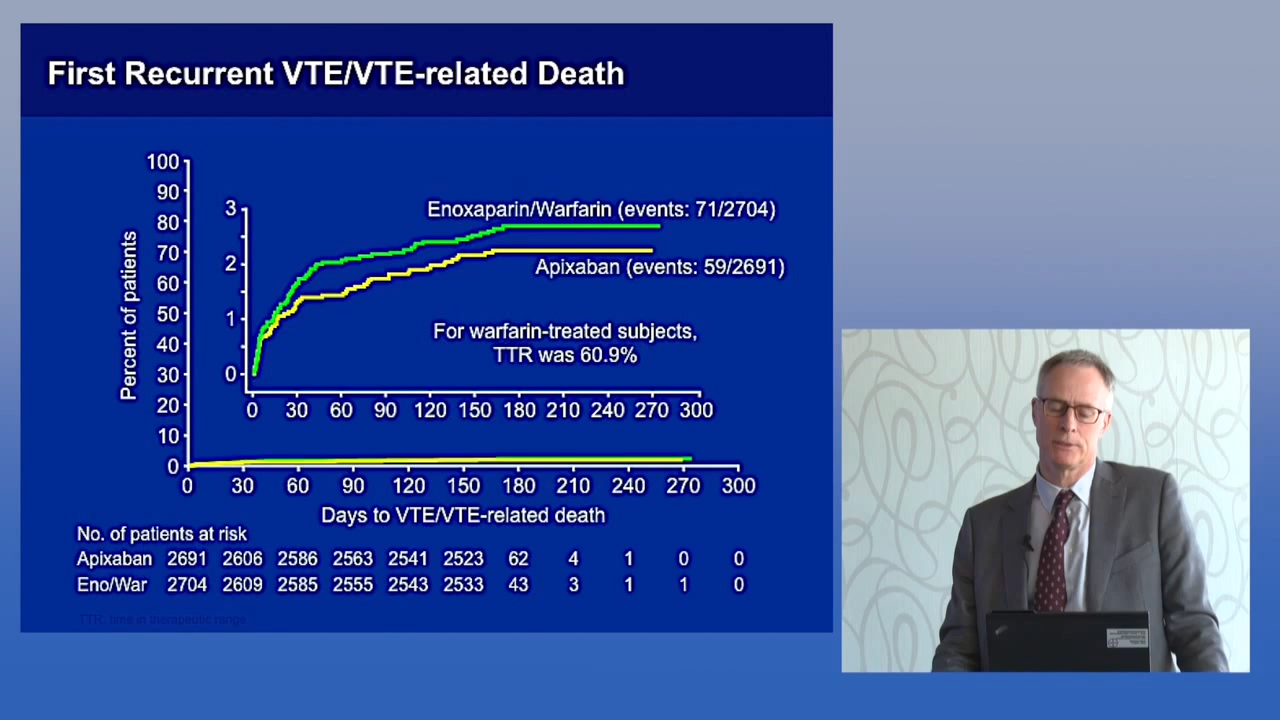 First Recurrent VTE/VTE-related Death
Percent of patients
100
90
80
70
60
50
40
30
20
10
0
3
2
1
0
Enoxaparin/Warfarin (events: 71/2704)
Apixaban (events: 59/2691)
For warfarin-treated subjects,
TTR was 60.9%
0 30 60 90 120 150 180 210 240 270 300
0 30 60 90 120 150 180 210 240 270 300
Days to VTE/VTE-related death
No. of patients at risk
Apixaban 2691 2606 2586 2563 2541 2523 62 4 1 0 0
Eno/War 2704 2609 2585 2555 2543 2533 43 3 1 1 0
TTR, time in therapeutic range